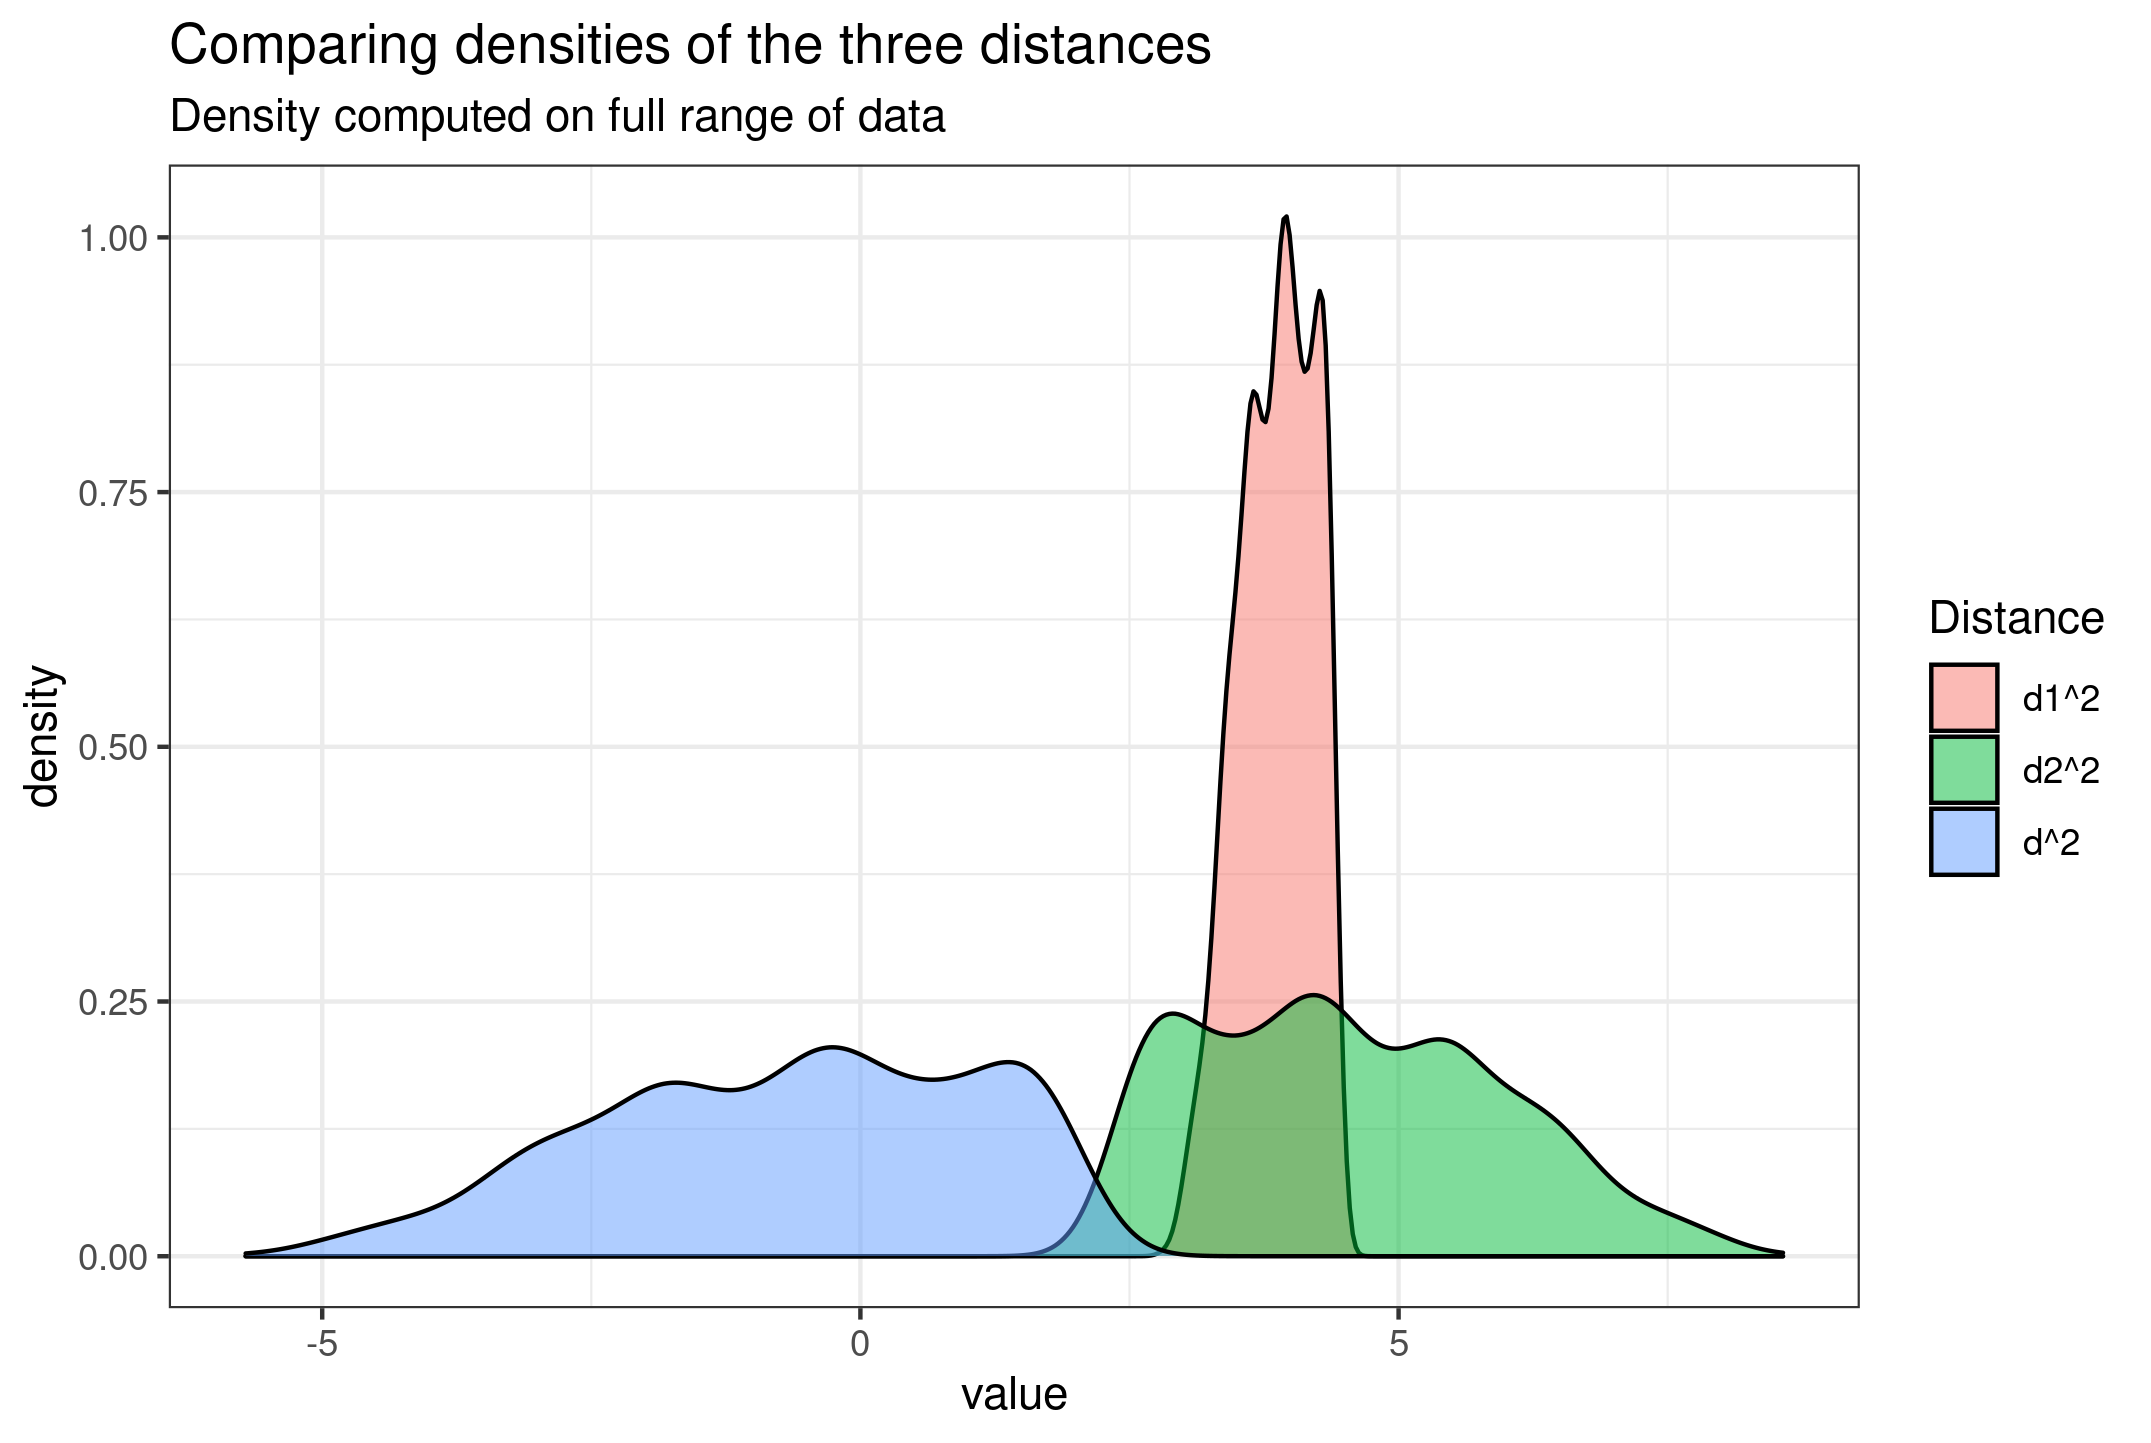 Comparing densities of the three distances
Density computed on full range of data
1.00
0.75
0.50
0.25
0.00
density
-5
0
5
value
Distance
d1^2
d2^2
d^2